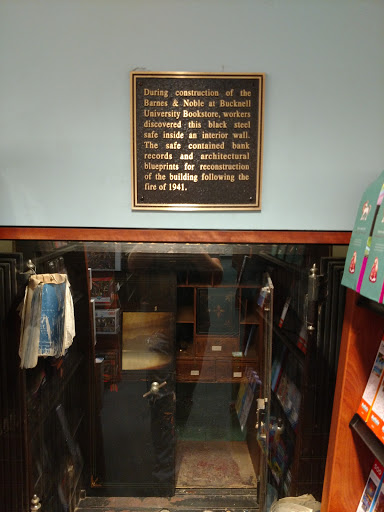 During construction of the
Barnes & Noble at Bucknell
University Bookstore, workers
discovered this black steel
safe inside an interior wall.
The safe contained bank
records and architectural
blueprints for reconstruction
of the building following the
fire of 1941.